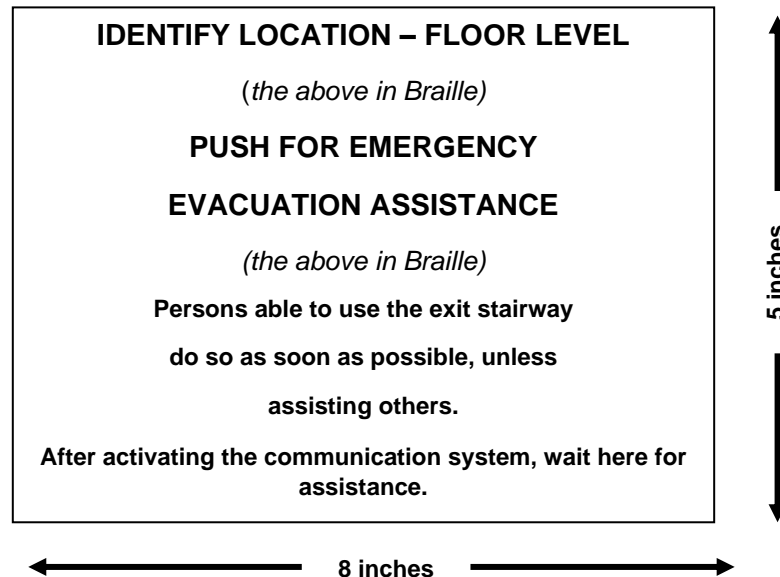 IDENTIFY LOCATION – FLOOR LEVEL
(the above in Braille)
PUSH FOR EMERGENCY
EVACUATION ASSISTANCE
(the above in Braille)
Persons able to use the exit stairway
do so as soon as possible, unless
assisting others.
After activating the communication system, wait here for
assistance.
5 inches
8 inches